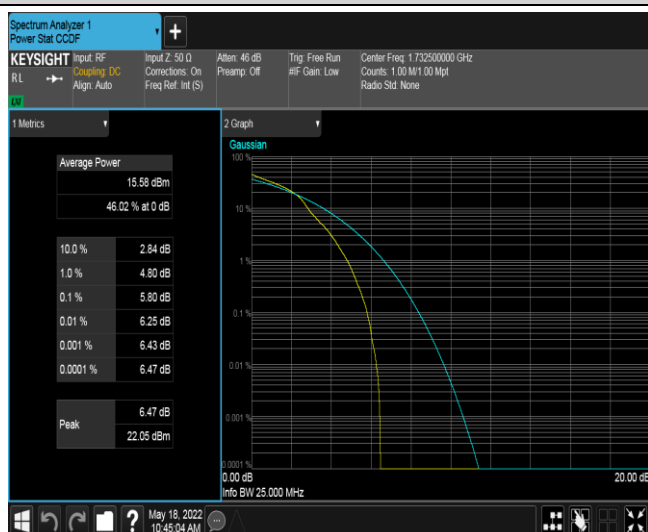 Spectrum Analyzer 1
Power Stat CCDF
+
KEYSIGHT
RL
Input: RF
Coupling: DC
Align: Auto
Input Z: 50 Ω
Corrections: On
Freq Ref: Int (S)
Atten: 46 dB
Preamp: Off
Trig: Free Run
#IF Gain: Low
Center Freq: 1.732500000 GHz
Counts: 1.00 M/1.00 Mpt
Radio Std: None
1 Metrics
Average Power
15.58 dBm
46.02 % at 0 dB
10.0 % 2.84 dB
1.0 % 4.80 dB
0.1 % 5.80 dB
0.01 % 6.25 dB
0.001 % 6.43 dB
0.0001 % 6.47 dB
Peak
6.47 dB
22.05 dBm
2 Graph
Gaussian
100 %
10 %
1 %
0.1 %
0.01 %
0.001 %
0.0001 %
0.00 dB 20.00 dB
Info BW 25.000 MHz
?
May 18, 2022
10:45:04 AM